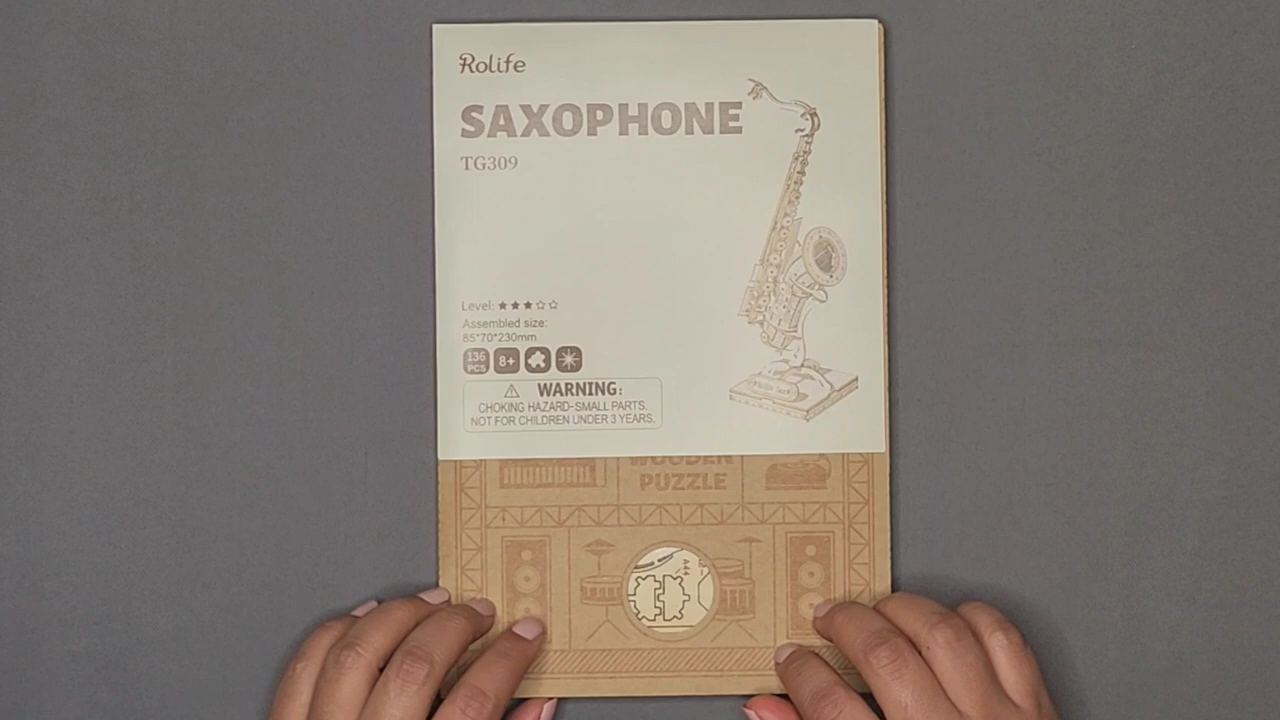 Rolife
SAXOPHONE
TG309
Level:
Assembled size:
85*70*230mm
136
PCS
8+
WARNING:
CHOKING HAZARD-SMALL PARTS.
NOT FOR CHILDREN UNDER 3 YEARS.
WOODEN
PUZZLE
A44